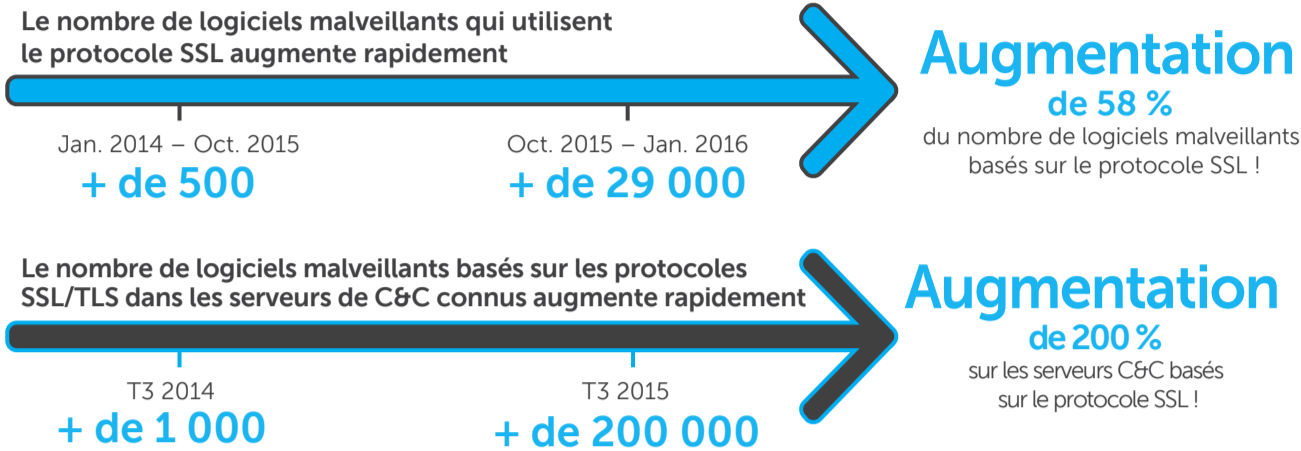 Le nombre de logiciels malveillants qui utilisent
le protocole SSL augmente rapidement
Jan. 2014 – Oct. 2015
+ de 500
Oct. 2015 – Jan. 2016
+ de 29 000
Augmentation
de 58 %
du nombre de logiciels malveillants
basés sur le protocole SSL !
Le nombre de logiciels malveillants basés sur les protocoles
SSL/TLS dans les serveurs de C&C connus augmente rapidement
T3 2014
+ de 1 000
T3 2015
+ de 200 000
Augmentation
de 200 %
sur les serveurs C&C basés
sur le protocole SSL !